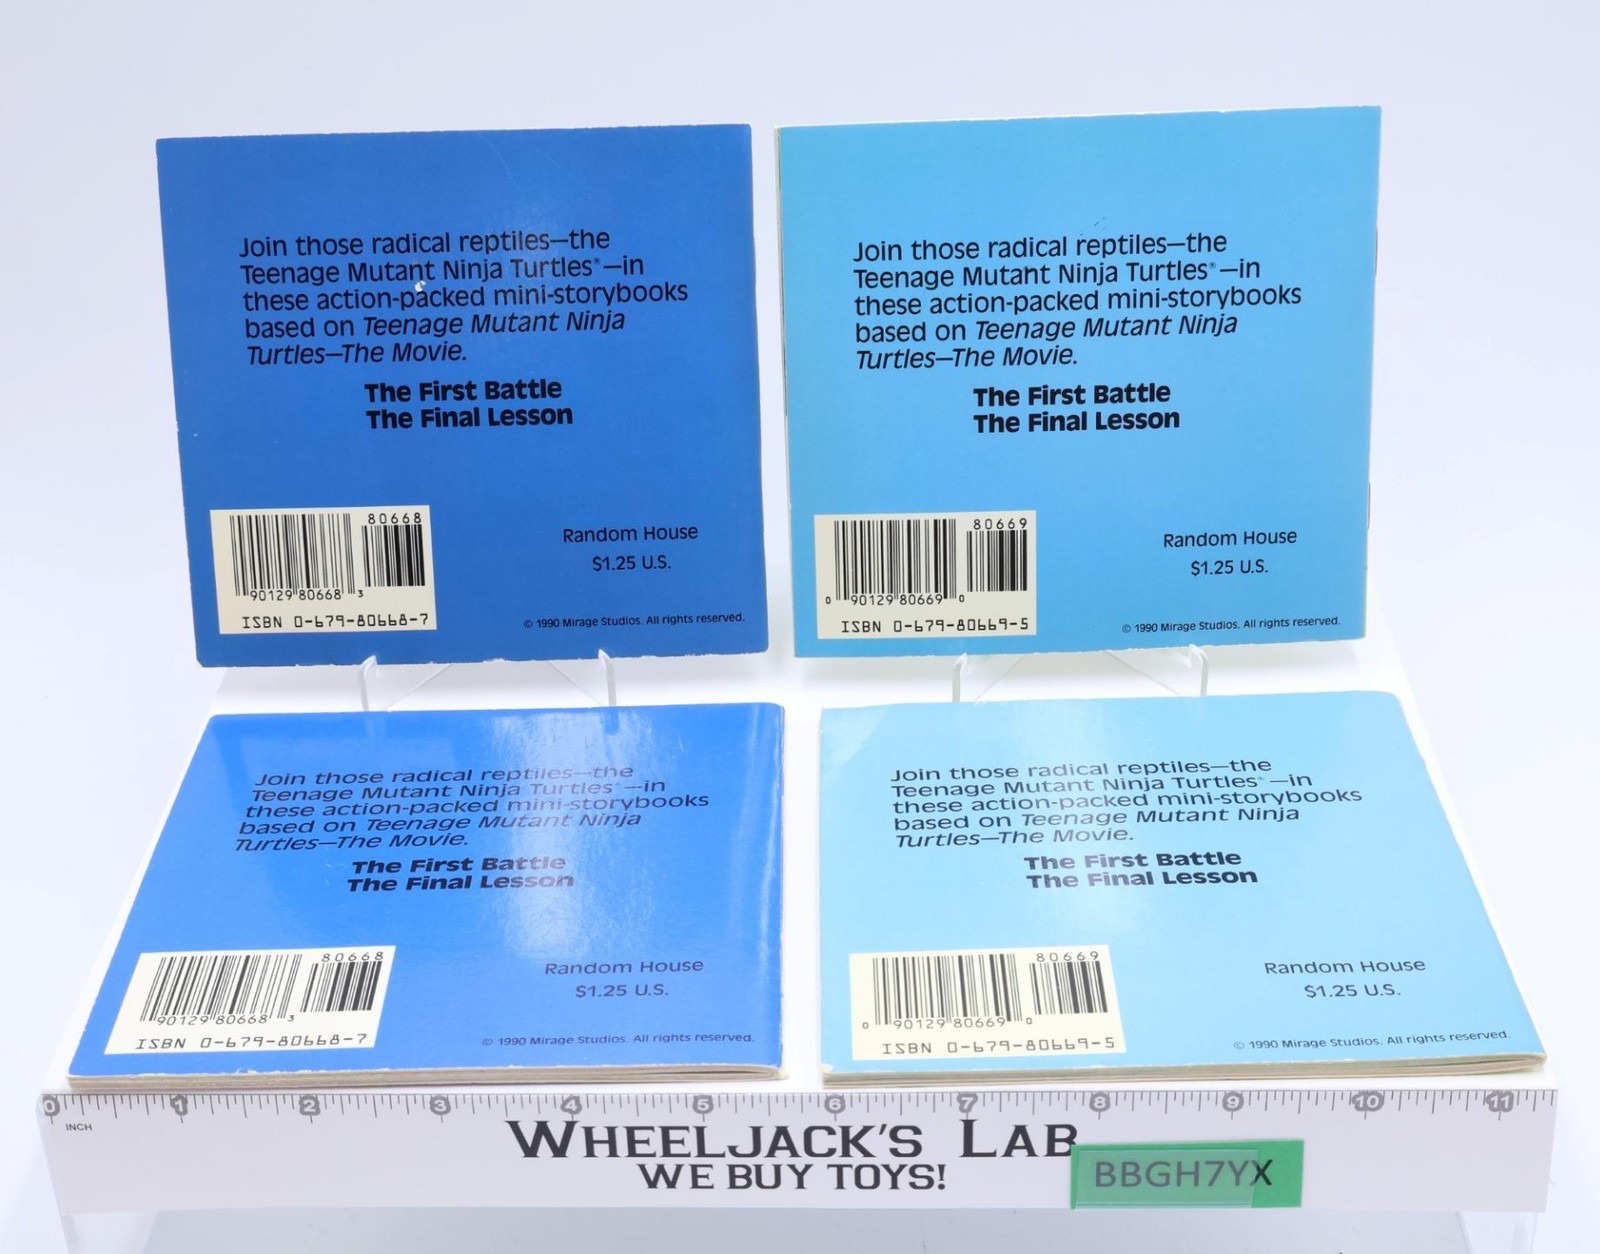 Join those radical reptiles—the
Teenage Mutant Ninja Turtles®—in
these action-packed mini-storybooks
based on Teenage Mutant Ninja
Turtles—The Movie.
The First Battle
The Final Lesson
80668
90129 80668 3
ISBN 0-679-80668-7
Random House
$1.25 U.S.
© 1990 Mirage Studios. All rights reserved.
Join those radical reptiles—the
Teenage Mutant Ninja Turtles®—in
these action-packed mini-storybooks
based on Teenage Mutant Ninja
Turtles—The Movie.
The First Battle
The Final Lesson
80669
0 90129 80669 0
ISBN 0-679-80669-5
Random House
$1.25 U.S.
© 1990 Mirage Studios. All rights reserved.
Join those radical reptiles—the
Teenage Mutant Ninja Turtles®—in
these action-packed mini-storybooks
based on Teenage Mutant Ninja
Turtles—The Movie.
The First Battle
The Final Lesson
80668
90129 80668 3
ISBN 0-679-80668-7
Random House
$1.25 U.S.
© 1990 Mirage Studios. All rights reserved.
Join those radical reptiles—the
Teenage Mutant Ninja Turtles®—in
these action-packed mini-storybooks
based on Teenage Mutant Ninja
Turtles—The Movie.
The First Battle
The Final Lesson
80669
0 90129 80669 0
ISBN 0-679-80669-5
Random House
$1.25 U.S.
© 1990 Mirage Studios. All rights reserved.
0 1 2 3 4 5 6 7 8 9 10 11
INCH
WHEELJACK'S LAB
WE BUY TOYS!
BBGH7YX